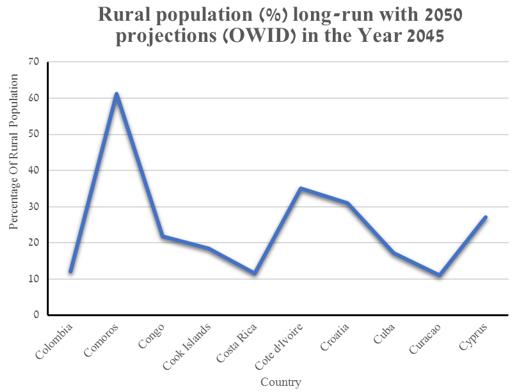 Rural population (%) long-run with 2050
projections (OWID) in the Year 2045
Percentage Of Rural Population
70
60
50
40
30
20
10
0
Colombia
Comoros
Congo
Cook Islands
Costa Rica
Cote d'Ivoire
Croatia
Cuba
Curacao
Cyprus
Country